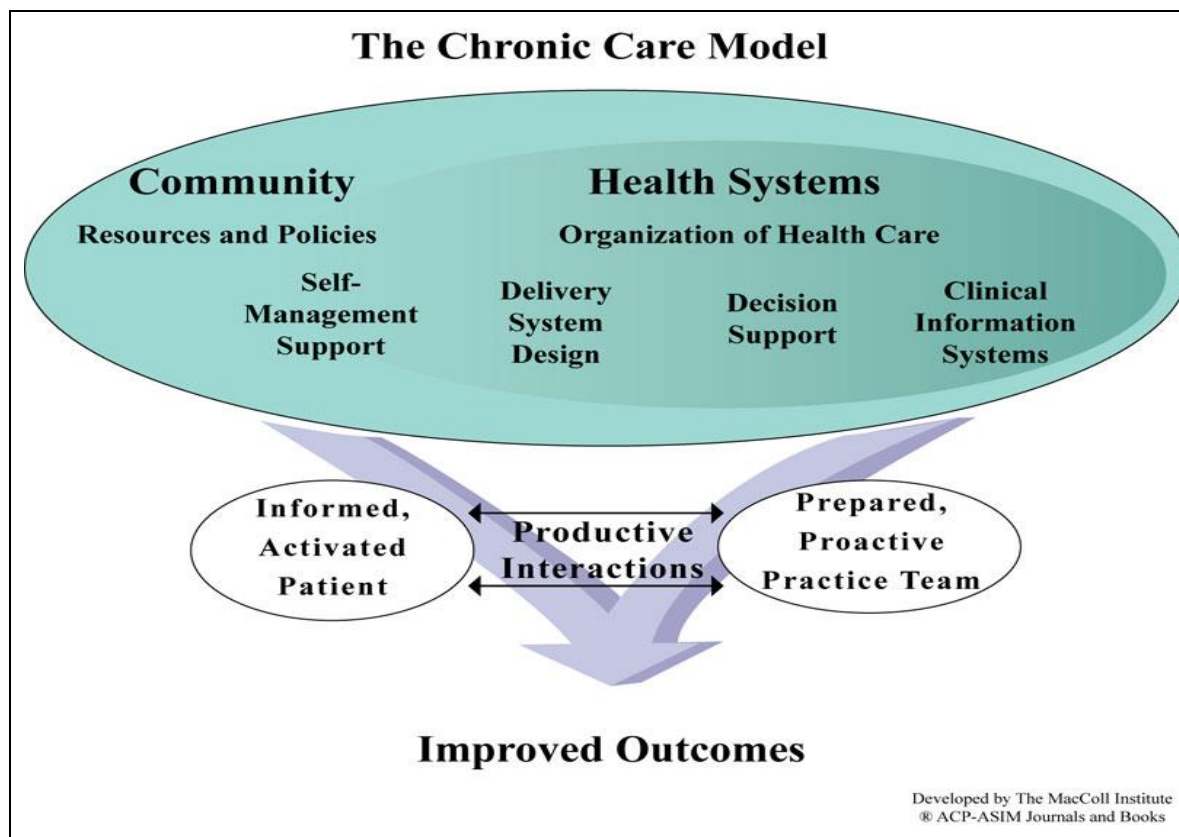 The Chronic Care Model
Community
Health Systems
Resources and Policies
Organization of Health Care
Self-
Management
Support
Delivery
System
Design
Decision
Support
Clinical
Information
Systems
Informed,
Activated
Patient
Productive
Interactions
Prepared,
Proactive
Practice Team
Improved Outcomes
Developed by The MacColl Institute
® ACP-ASIM Journals and Books